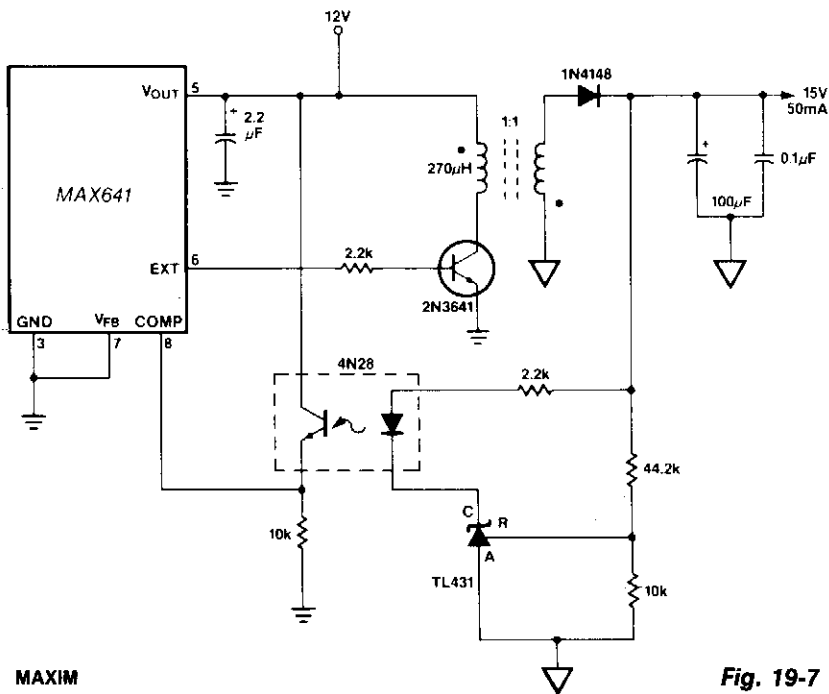 12V
VOUT 5
+ 2.2 µF
1N4148
15V
50mA
1:1
270µH
+
100µF
0.1µF
MAX641
EXT 6
2.2k
2N3641
GND
VFB
COMP
3
7
8
4N28
2.2k
44.2k
C
R
A
TL431
10k
10k
MAXIM
Fig. 19-7